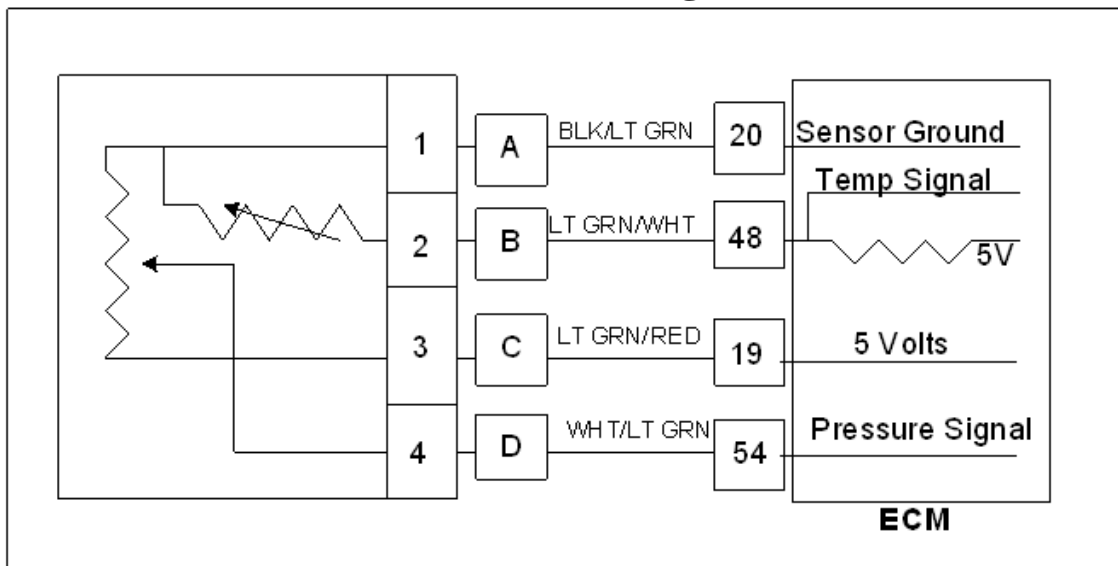 1 A BLK/LT GRN 20 Sensor Ground
Temp Signal
2 B LT GRN/WHT 48 5V
3 C LT GRN/RED 19 5 Volts
4 D WHT/LT GRN 54 Pressure Signal
ECM